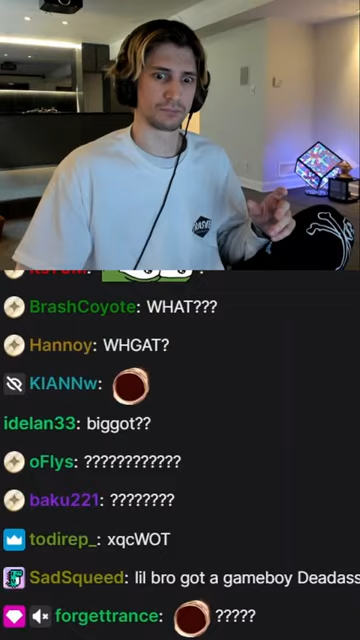 BrashCoyote: WHAT???
Hannoy: WHGAT?
KIANNw:
idelan33: biggot??
oFlys: ????????????
baku221: ????????
todirep_: xqcWOT
SadSqueed: lil bro got a gameboy Deadass
forgettrance: ?????